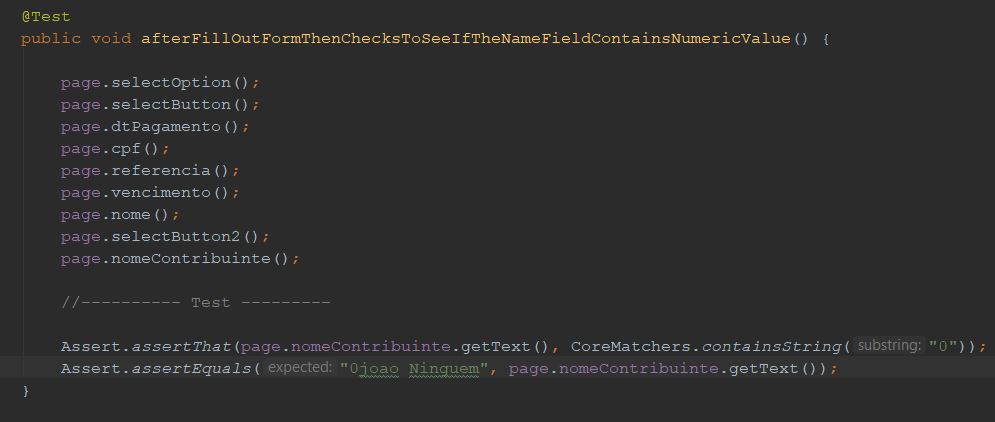 @Test
public void afterFillOutFormThenChecksToSeeIfTheNameFieldContainsNumericValue() {
page.selectOption();
page.selectButton();
page.dtPagamento();
page.cpf();
page.referencia();
page.vencimento();
page.nome();
page.selectButton2();
page.nomeContribuinte();
//---------- Test ---------
Assert.assertThat(page.nomeContribuinte.getText(), CoreMatchers.containsString( substring: "0"));
Assert.assertEquals( expected: "0joao Ninguem", page.nomeContribuinte.getText());
}